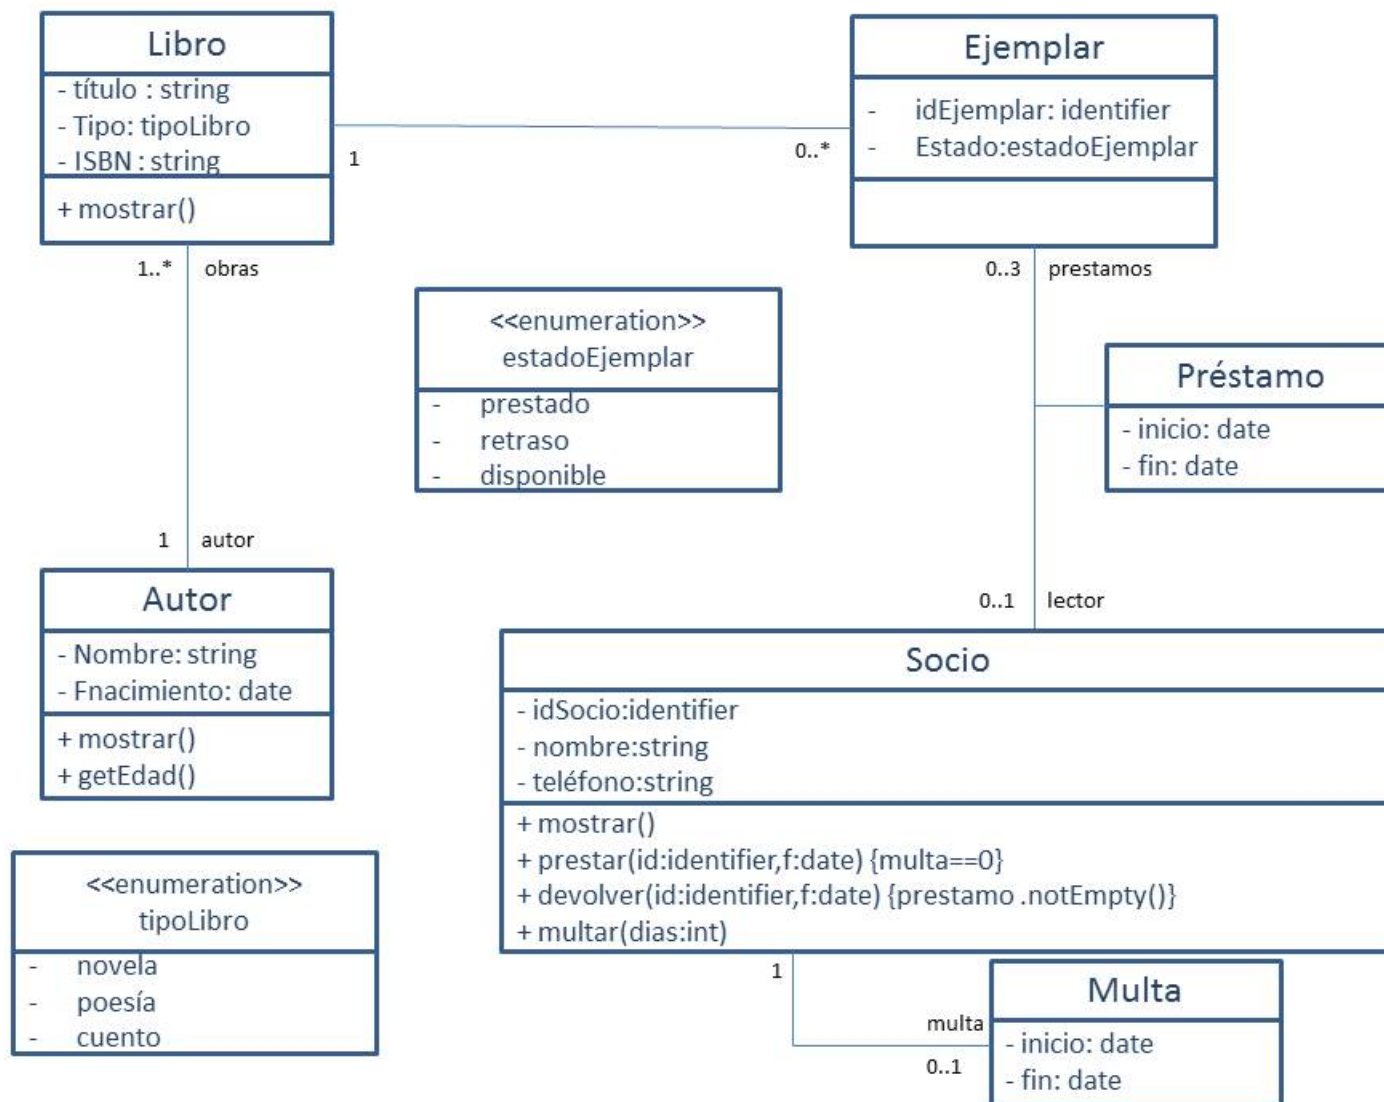 Libro
- título : string
- Tipo: tipoLibro
- ISBN : string
+ mostrar()
1
0..*
Ejemplar
- idEjemplar: identifier
- Estado:estadoEjemplar
1..* obras
0..3 prestamos
<<enumeration>>
estadoEjemplar
- prestado
- retraso
- disponible
Préstamo
- inicio: date
- fin: date
1 autor
0..1 lector
Autor
- Nombre: string
- Fnacimiento: date
+ mostrar()
+ getEdad()
Socio
- idSocio:identifier
- nombre:string
- teléfono:string
+ mostrar()
+ prestar(id:identifier,f:date) {multa==0}
+ devolver(id:identifier,f:date) {prestamo .notEmpty()}
+ multar(dias:int)
<<enumeration>>
tipoLibro
- novela
- poesía
- cuento
1
multa
0..1
Multa
- inicio: date
- fin: date